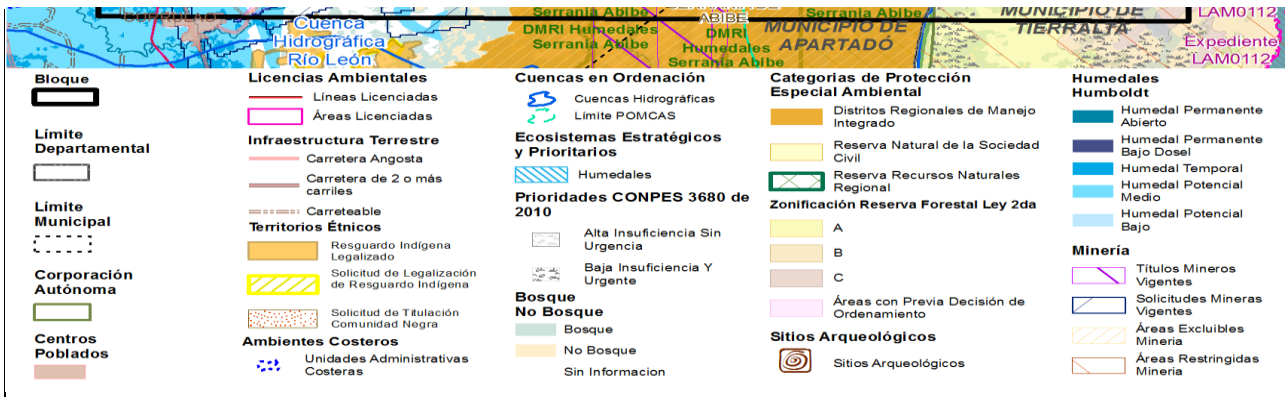 Serranía Abibe
ABIBE
Serranía Abibe
MUNICIPIO DE
TIERRALTA
LAM0112
Cuenca
Hidrográfica
Río León
DMRI Humedales
Serranía Abibe
DMRI
Humedales
Serranía Abibe
MUNICIPIO DE
APARTADÓ
Expediente
LAM0112
Bloque
Límite
Departamental
Límite
Municipal
Corporación
Autónoma
Centros
Poblados
Licencias Ambientales
Líneas Licenciadas
Áreas Licenciadas
Infraestructura Terrestre
Carretera Angosta
Carretera de 2 o más
carriles
Carreteable
Territorios Étnicos
Resguardo Indígena
Legalizado
Solicitud de Legalización
de Resguardo Indígena
Solicitud de Titulación
Comunidad Negra
Ambientes Costeros
Unidades Administrativas
Costeras
Cuencas en Ordenación
Cuencas Hidrográficas
Límite POMCAS
Ecosistemas Estratégicos
y Prioritarios
Humedales
Prioridades CONPES 3680 de
2010
Alta Insuficiencia Sin
Urgencia
Baja Insuficiencia Y
Urgente
Bosque
No Bosque
Bosque
No Bosque
Sin Informacion
Categorias de Protección
Especial Ambiental
Distritos Regionales de Manejo
Integrado
Reserva Natural de la Sociedad
Civil
Reserva Recursos Naturales
Regional
Zonificación Reserva Forestal Ley 2da
A
B
C
Áreas con Previa Decisión de
Ordenamiento
Sitios Arqueológicos
Sitios Arqueológicos
Humedales
Humboldt
Humedal Permanente
Abierto
Humedal Permanente
Bajo Dosel
Humedal Temporal
Humedal Potencial
Medio
Humedal Potencial
Bajo
Minería
Títulos Mineros
Vigentes
Solicitudes Mineras
Vigentes
Áreas Excluibles
Mineria
Áreas Restringidas
Mineria